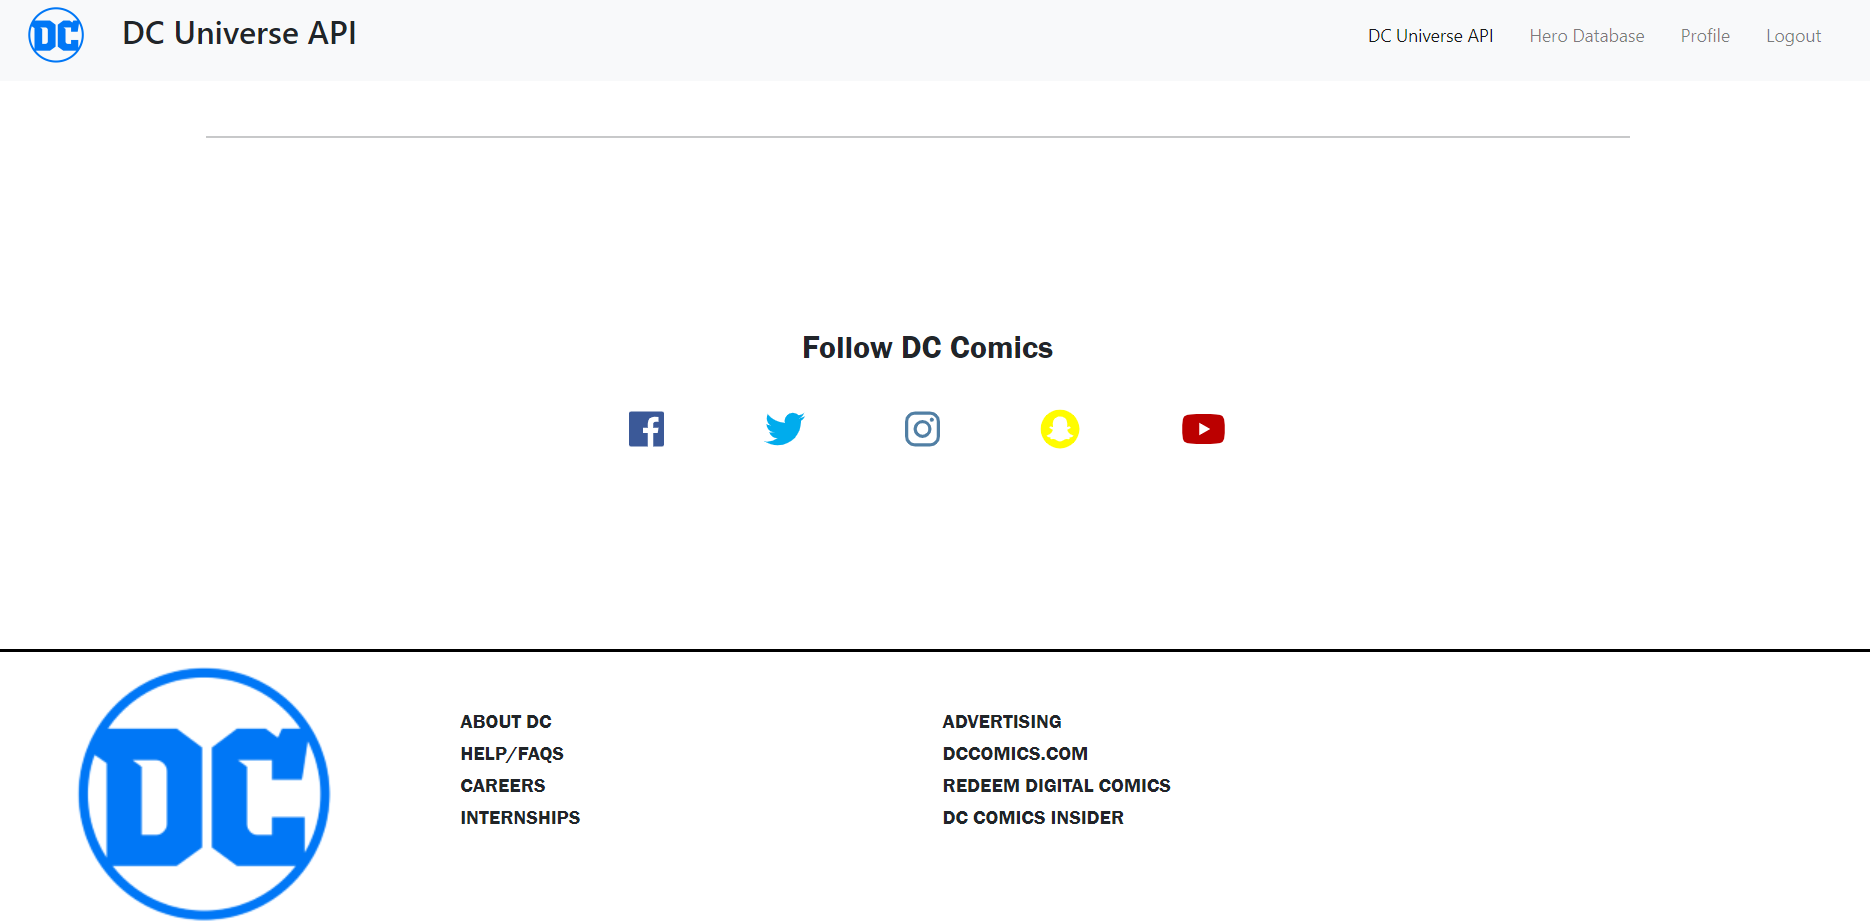 DC
DC Universe API
DC Universe API Hero Database Profile Logout
Follow DC Comics
DC
ABOUT DC
HELP/FAQS
CAREERS
INTERNSHIPS
ADVERTISING
DCCOMICS.COM
REDEEM DIGITAL COMICS
DC COMICS INSIDER